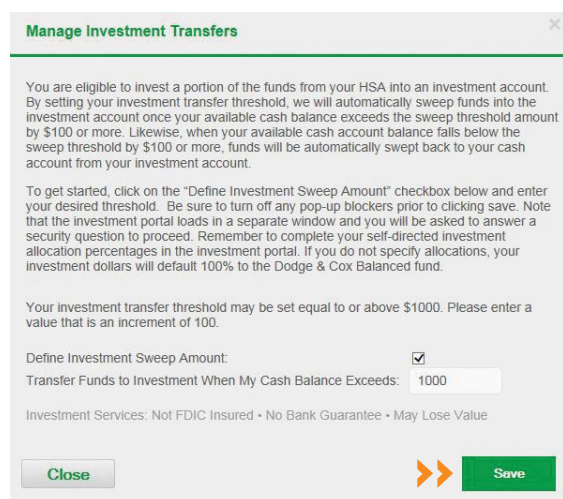 Manage Investment Transfers
You are eligible to invest a portion of the funds from your HSA into an investment account.
By setting your investment transfer threshold, we will automatically sweep funds into the
investment account once your available cash balance exceeds the sweep threshold amount
by $100 or more. Likewise, when your available cash account balance falls below the
sweep threshold by $100 or more, funds will be automatically swept back to your cash
account from your investment account.
To get started, click on the “Define Investment Sweep Amount” checkbox below and enter
your desired threshold. Be sure to turn off any pop-up blockers prior to clicking save. Note
that the investment portal loads in a separate window and you will be asked to answer a
security question to proceed. Remember to complete your self-directed investment
allocation percentages in the investment portal. If you do not specify allocations, your
investment dollars will default 100% to the Dodge & Cox Balanced fund.
Your investment transfer threshold may be set equal to or above $1000. Please enter a
value that is an increment of 100.
Define Investment Sweep Amount:
Transfer Funds to Investment When My Cash Balance Exceeds: 1000
Investment Services: Not FDIC Insured • No Bank Guarantee • May Lose Value
Close Save